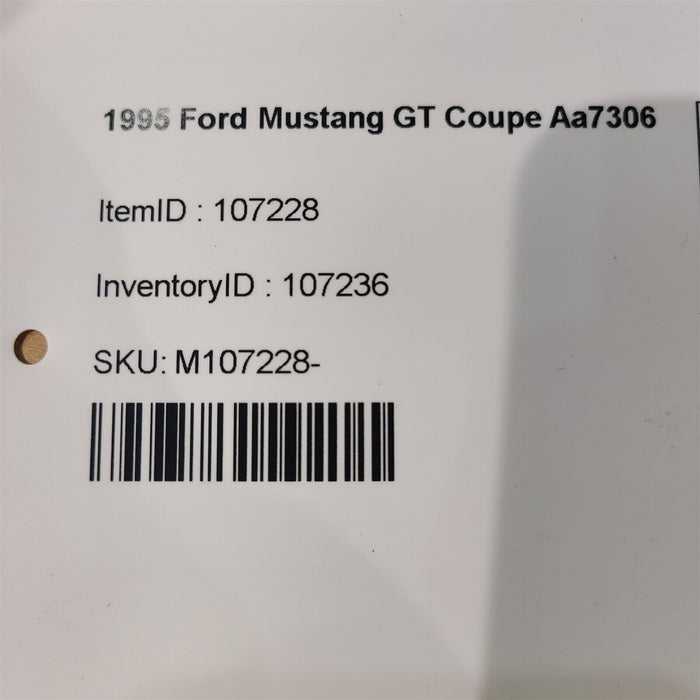 1995 Ford Mustang GT Coupe Aa7306
ItemID : 107228
InventoryID : 107236
SKU: M107228-